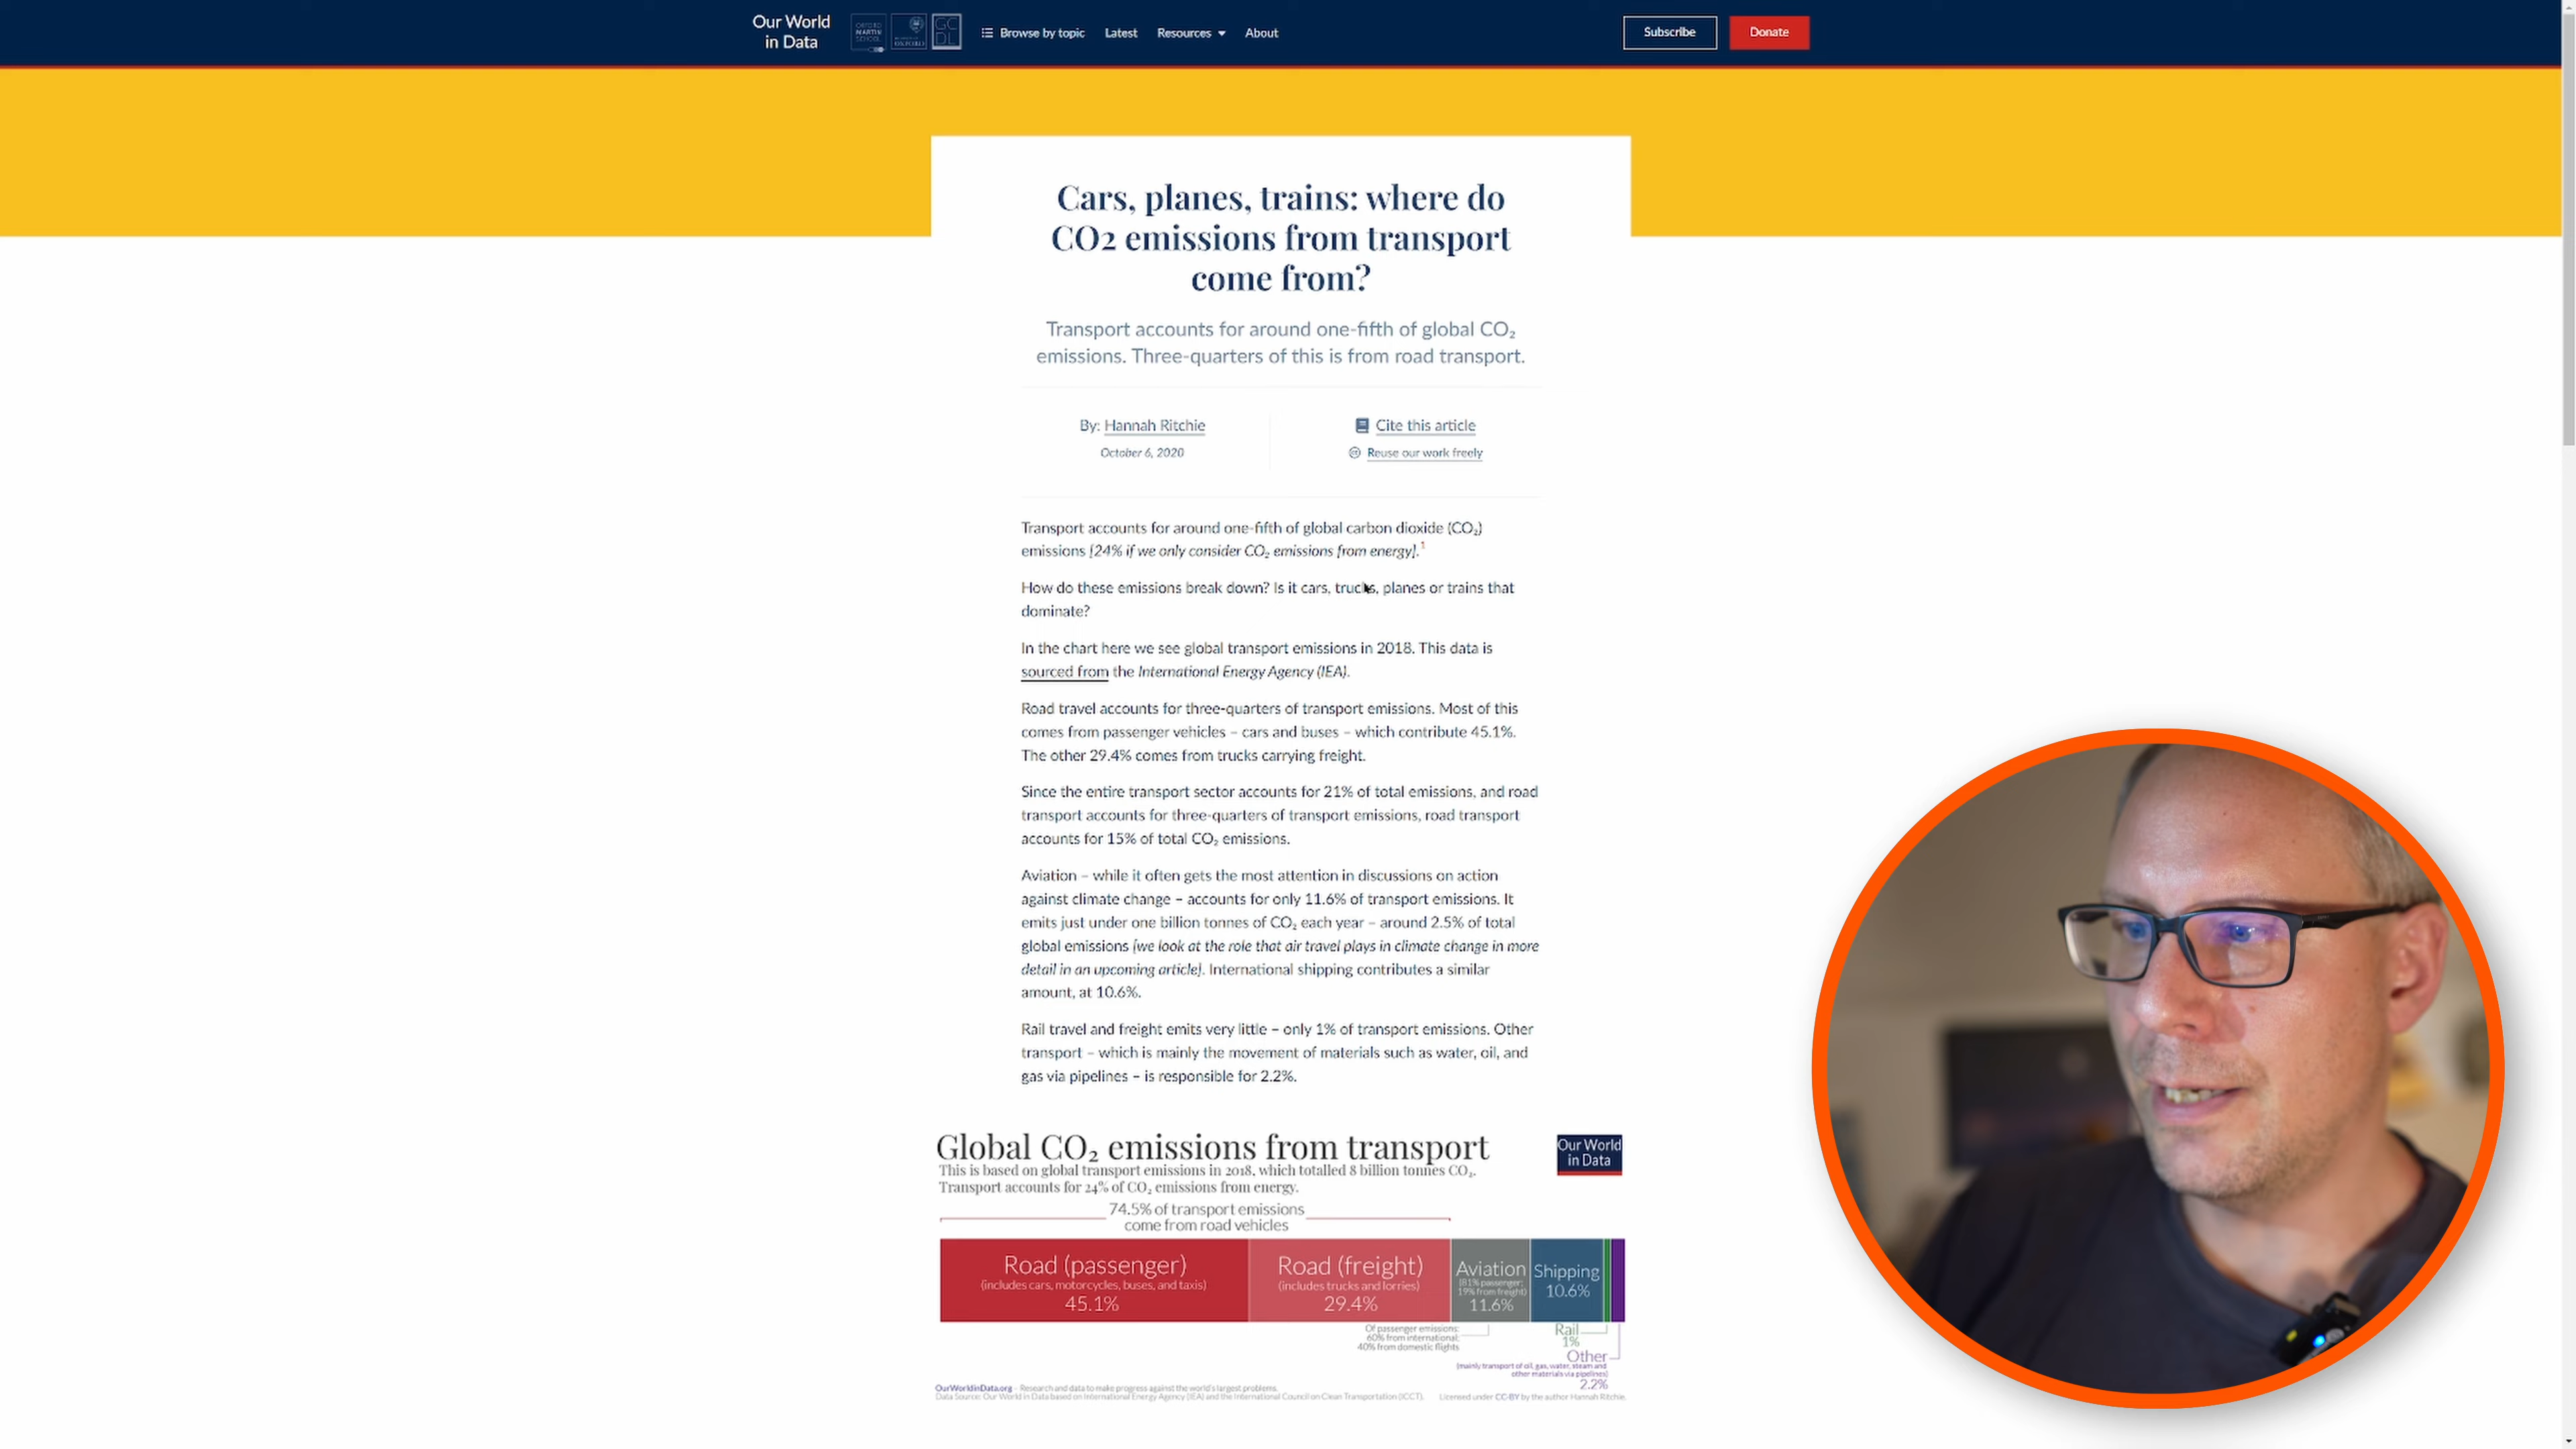 Our World
in Data
OXFORD
MARTIN
SCHOOL
UNIVERSITY OF
OXFORD
GC
DL
Browse by topic
Latest
Resources
About
Subscribe
Donate
Cars, planes, trains: where do
CO2 emissions from transport
come from?
Transport accounts for around one-fifth of global CO₂
emissions. Three-quarters of this is from road transport.
By: Hannah Ritchie
October 6, 2020
Cite this article
Reuse our work freely
Transport accounts for around one-fifth of global carbon dioxide (CO₂)
emissions [24% if we only consider CO₂ emissions from energy].¹
How do these emissions break down? Is it cars, trucks, planes or trains that
dominate?
In the chart here we see global transport emissions in 2018. This data is
sourced from the International Energy Agency (IEA).
Road travel accounts for three-quarters of transport emissions. Most of this
comes from passenger vehicles – cars and buses – which contribute 45.1%.
The other 29.4% comes from trucks carrying freight.
Since the entire transport sector accounts for 21% of total emissions, and road
transport accounts for three-quarters of transport emissions, road transport
accounts for 15% of total CO₂ emissions.
Aviation – while it often gets the most attention in discussions on action
against climate change – accounts for only 11.6% of transport emissions. It
emits just under one billion tonnes of CO₂ each year – around 2.5% of total
global emissions [we look at the role that air travel plays in climate change in more
detail in an upcoming article]. International shipping contributes a similar
amount, at 10.6%.
Rail travel and freight emits very little – only 1% of transport emissions. Other
transport – which is mainly the movement of materials such as water, oil, and
gas via pipelines – is responsible for 2.2%.
Global CO₂ emissions from transport
Our World
in Data
This is based on global transport emissions in 2018, which totalled 8 billion tonnes CO₂.
Transport accounts for 24% of CO₂ emissions from energy.
74.5% of transport emissions
come from road vehicles
Road (passenger)
(includes cars, motorcycles, buses, and taxis)
45.1%
Road (freight)
(includes trucks and lorries)
29.4%
Aviation
(81% passenger;
19% from freight)
11.6%
Shipping
10.6%
Of passenger emissions:
60% from international;
40% from domestic flights
Rail
1%
Other
(mainly transport of oil, gas, water, steam and
other materials via pipelines)
2.2%
OurWorldinData.org – Research and data to make progress against the world's largest problems.
Data Source: Our World in Data based on International Energy Agency (IEA) and the International Council on Clean Transportation (ICCT).
Licensed under CC-BY by the author Hannah Ritchie.